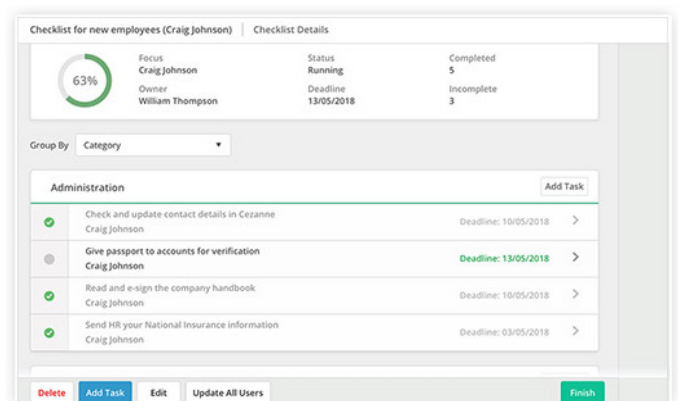 Checklist for new employees (Craig Johnson) Checklist Details
63%
Focus Status Completed
Craig Johnson Running 5
Owner Deadline Incomplete
William Thompson 13/05/2018 3
Group By Category
Administration Add Task
Check and update contact details in Cezanne
Craig Johnson Deadline: 10/05/2018
Give passport to accounts for verification
Craig Johnson Deadline: 13/05/2018
Read and e-sign the company handbook
Craig Johnson Deadline: 10/05/2018
Send HR your National Insurance information
Craig Johnson Deadline: 03/05/2018
Delete Add Task Edit Update All Users Finish